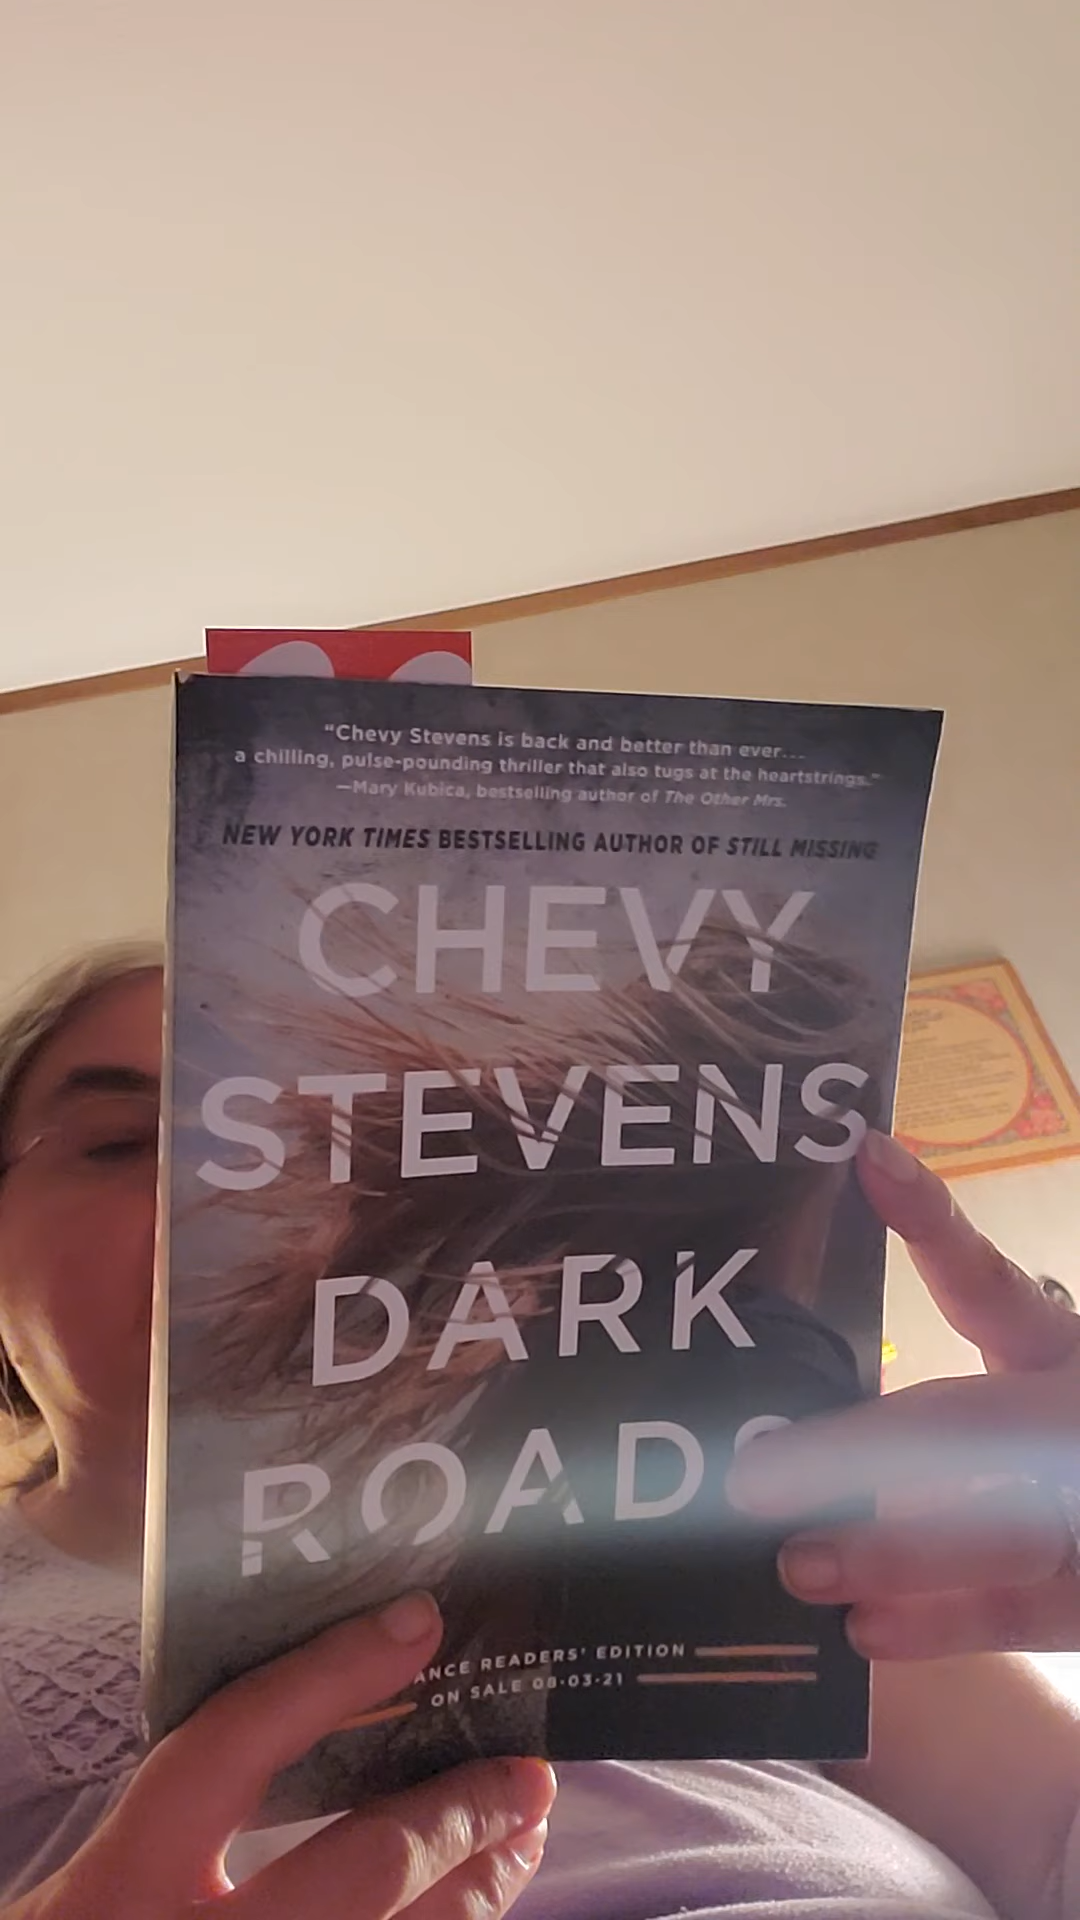 “Chevy Stevens is back and better than ever...
a chilling, pulse-pounding thriller that also tugs at the heartstrings.”
—Mary Kubica, bestselling author of The Other Mrs.
NEW YORK TIMES BESTSELLING AUTHOR OF STILL MISSING
CHEVY
STEVENS
DARK
ROADS
ANCE READERS' EDITION
ON SALE 08·03·21